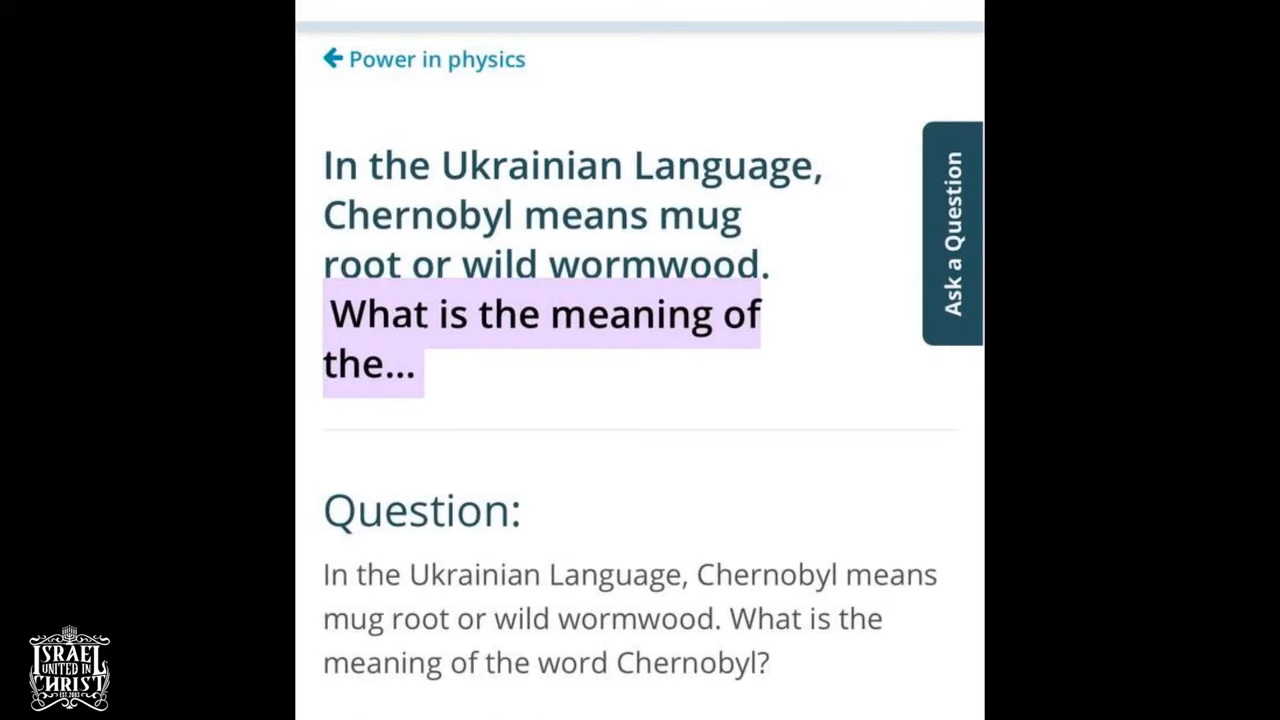 ← Power in physics
In the Ukrainian Language,
Chernobyl means mug
root or wild wormwood.
What is the meaning of
the...
Ask a Question
Question:
In the Ukrainian Language, Chernobyl means
mug root or wild wormwood. What is the
meaning of the word Chernobyl?
ISRAEL
UNITED IN
CHRIST
EST. 2003